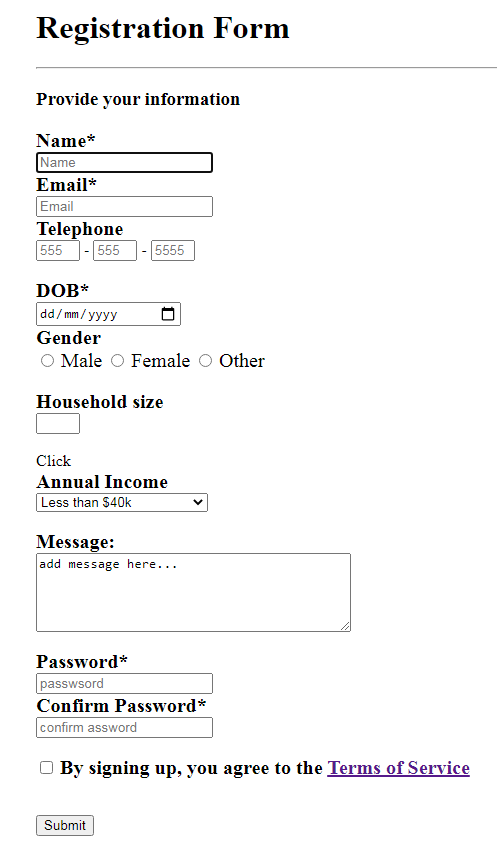 Registration Form
Provide your information
Name*
Name
Email*
Email
Telephone
555 - 555 - 5555
DOB*
dd/mm/yyyy
Gender
Male Female Other
Household size
Click
Annual Income
Less than $40k
Message:
add message here...
Password*
passwsord
Confirm Password*
confirm assword
By signing up, you agree to the Terms of Service
Submit